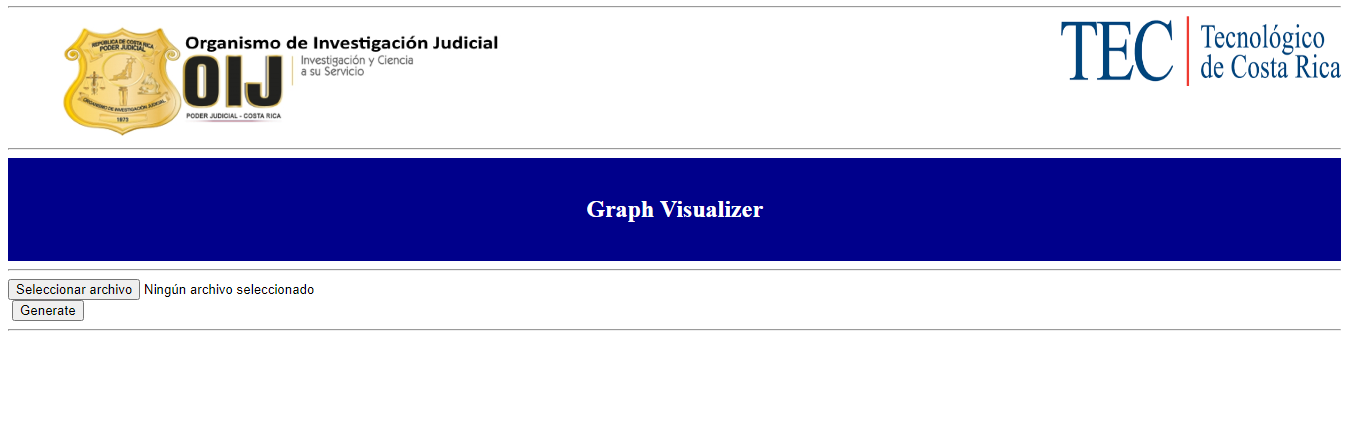 REPUBLICA DE COSTA RICA
PODER JUDICIAL
ORGANISMO DE INVESTIGACIÓN JUDICIAL
1973
Organismo de Investigación Judicial
OIJ
Investigación y Ciencia
a su Servicio
PODER JUDICIAL - COSTA RICA
TEC
Tecnológico
de Costa Rica
Graph Visualizer
Seleccionar archivo Ningún archivo seleccionado
Generate